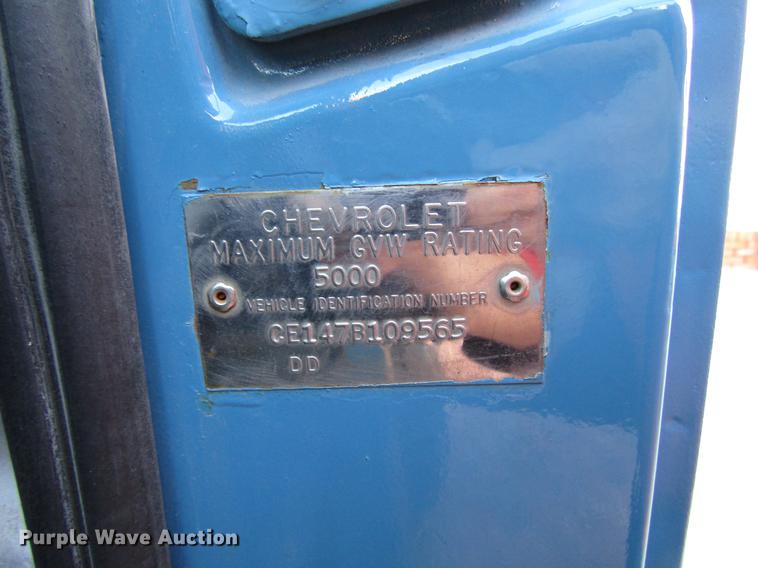 CHEVROLET
MAXIMUM GVW RATING
5000
VEHICLE IDENTIFICATION NUMBER
CE147B109565
DD
Purple Wave Auction